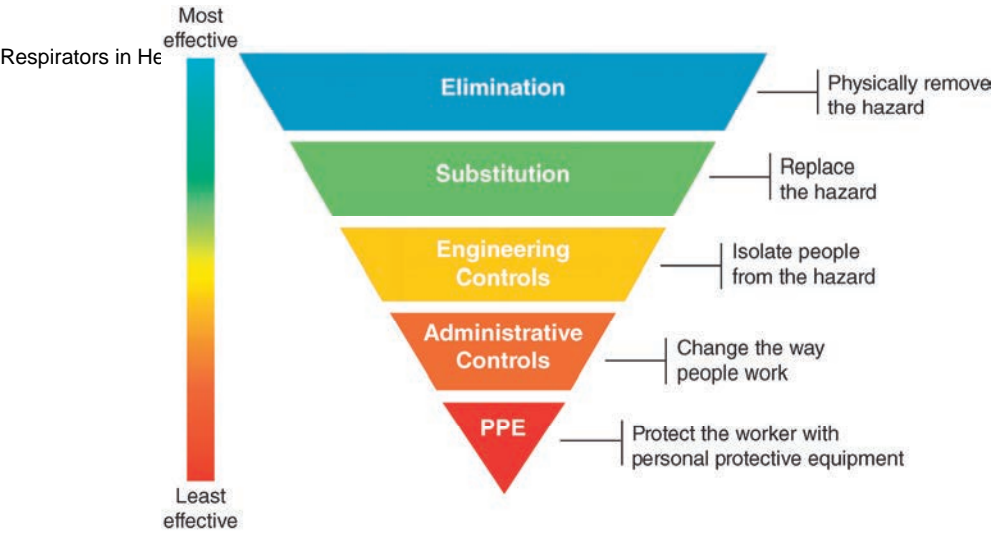 Most
effective
Respirators in He
Elimination
Physically remove
the hazard
Substitution
Replace
the hazard
Engineering
Controls
Isolate people
from the hazard
Administrative
Controls
Change the way
people work
PPE
Protect the worker with
personal protective equipment
Least
effective